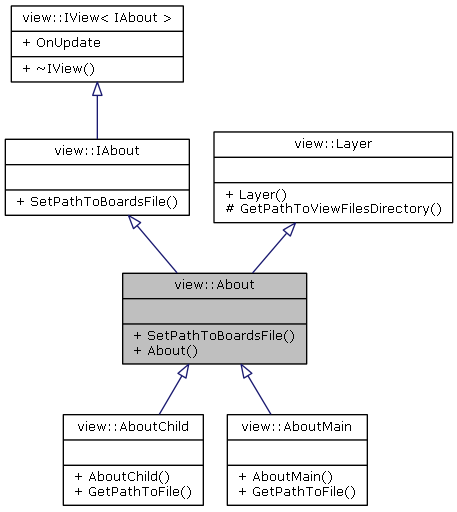 view::IView< IAbout >
+ OnUpdate
+ ~IView()
view::IAbout
+ SetPathToBoardsFile()
view::Layer
+ Layer()
# GetPathToViewFilesDirectory()
view::About
+ SetPathToBoardsFile()
+ About()
view::AboutChild
+ AboutChild()
+ GetPathToFile()
view::AboutMain
+ AboutMain()
+ GetPathToFile()